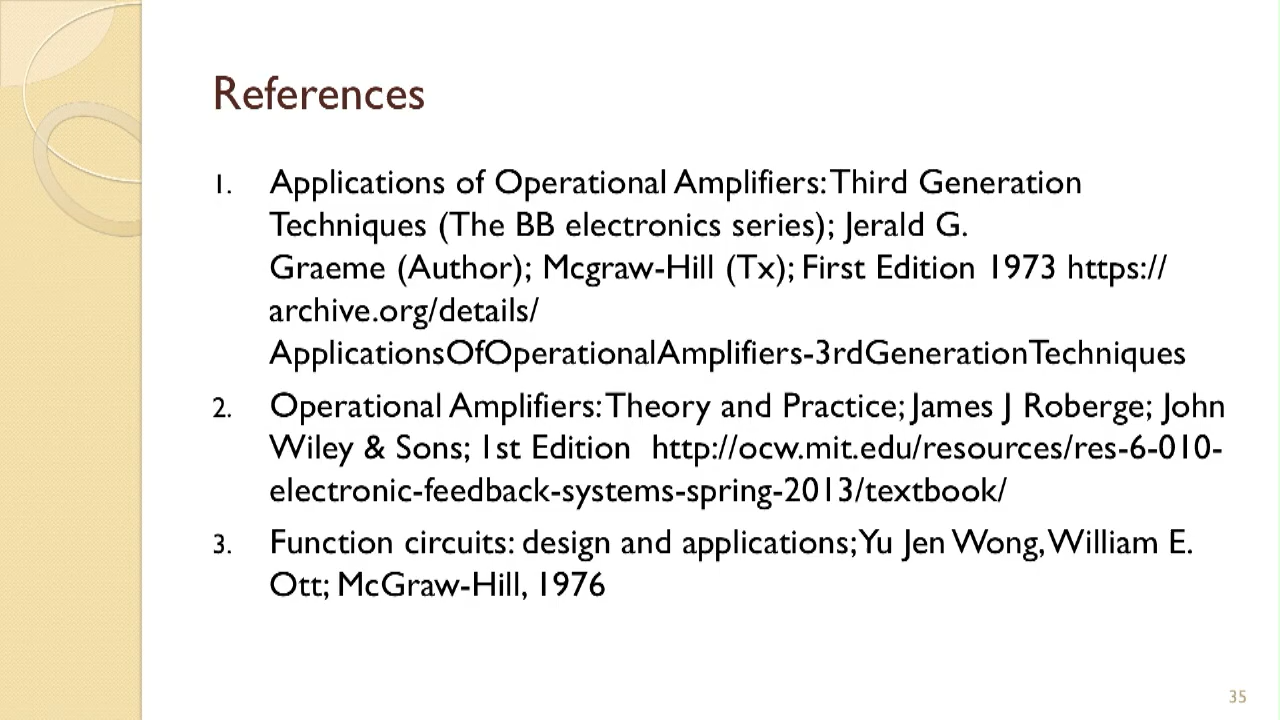 References
1. Applications of Operational Amplifiers: Third Generation
Techniques (The BB electronics series); Jerald G.
Graeme (Author); Mcgraw-Hill (Tx); First Edition 1973 https://
archive.org/details/
ApplicationsOfOperationalAmplifiers-3rdGenerationTechniques
2. Operational Amplifiers: Theory and Practice; James J Roberge; John
Wiley & Sons; 1st Edition http://ocw.mit.edu/resources/res-6-010-
electronic-feedback-systems-spring-2013/textbook/
3. Function circuits: design and applications; Yu Jen Wong, William E.
Ott; McGraw-Hill, 1976
35